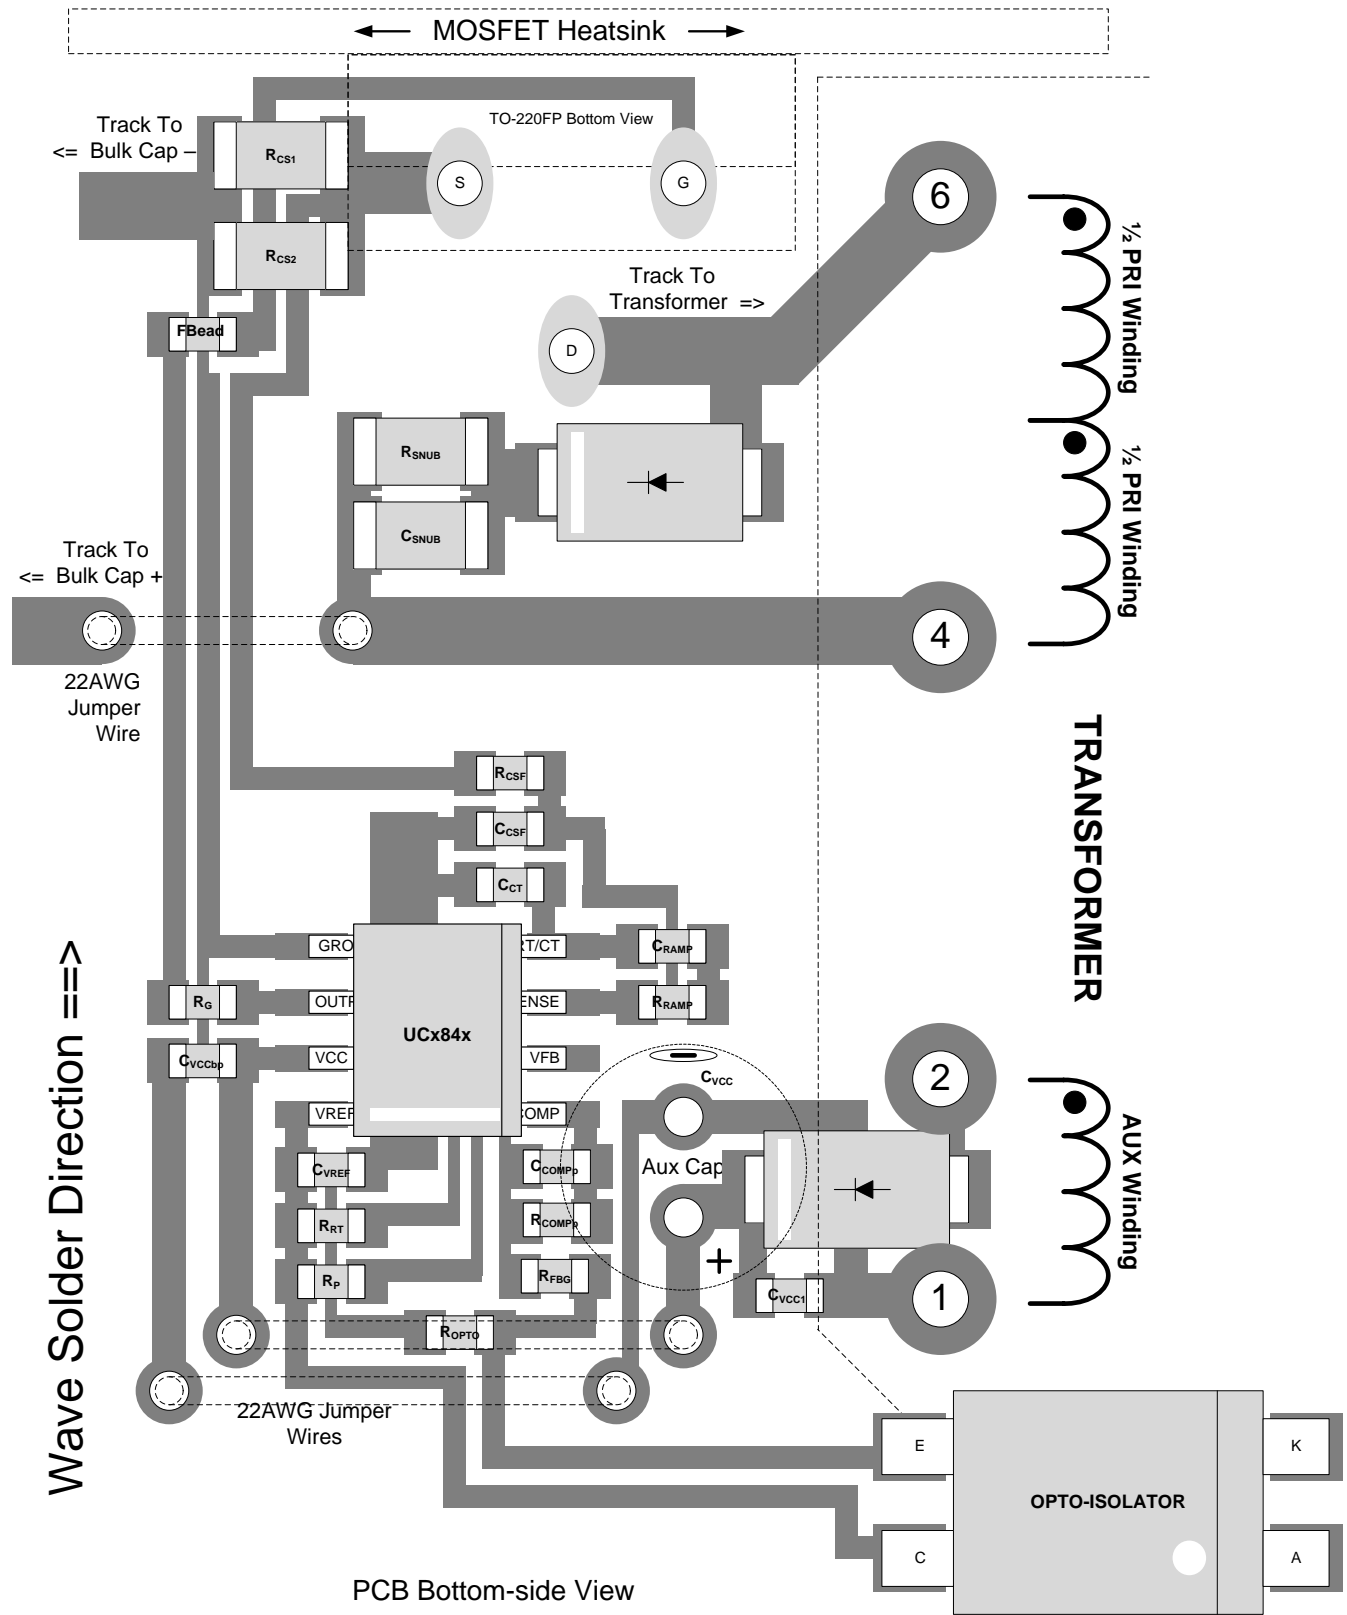 MOSFET Heatsink
Track To
<= Bulk Cap –
TO-220FP Bottom View
RCS1
S
G
6
RCS2
½ PRI Winding
Track To
Transformer =>
FBead
D
RSNUB
½ PRI Winding
CSNUB
Track To
<= Bulk Cap +
4
22AWG
Jumper
Wire
TRANSFORMER
RCSF
CCSF
CCT
GRO
RT/CT
CRAMP
RG
OUTP
ENSE
RRAMP
UCx84x
CVCCbp
VCC
VFB
CVCC
2
VREF
COMP
CVREF
CCOMPp
Aux Cap
AUX Winding
RRT
RCOMPp
RP
RFBG
+
CVCC1
1
ROPTO
22AWG Jumper
Wires
Wave Solder Direction ==>
E
K
OPTO-ISOLATOR
C
A
PCB Bottom-side View